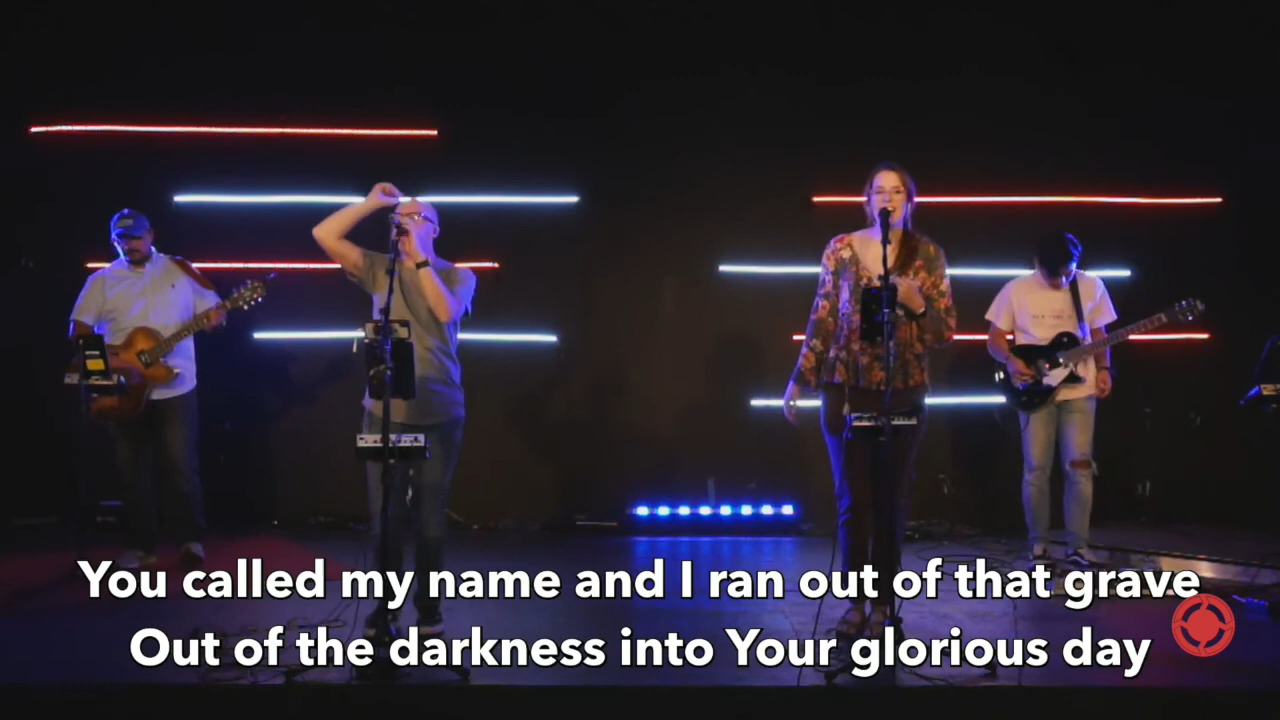 You called my name and I ran out of that grave
Out of the darkness into Your glorious day